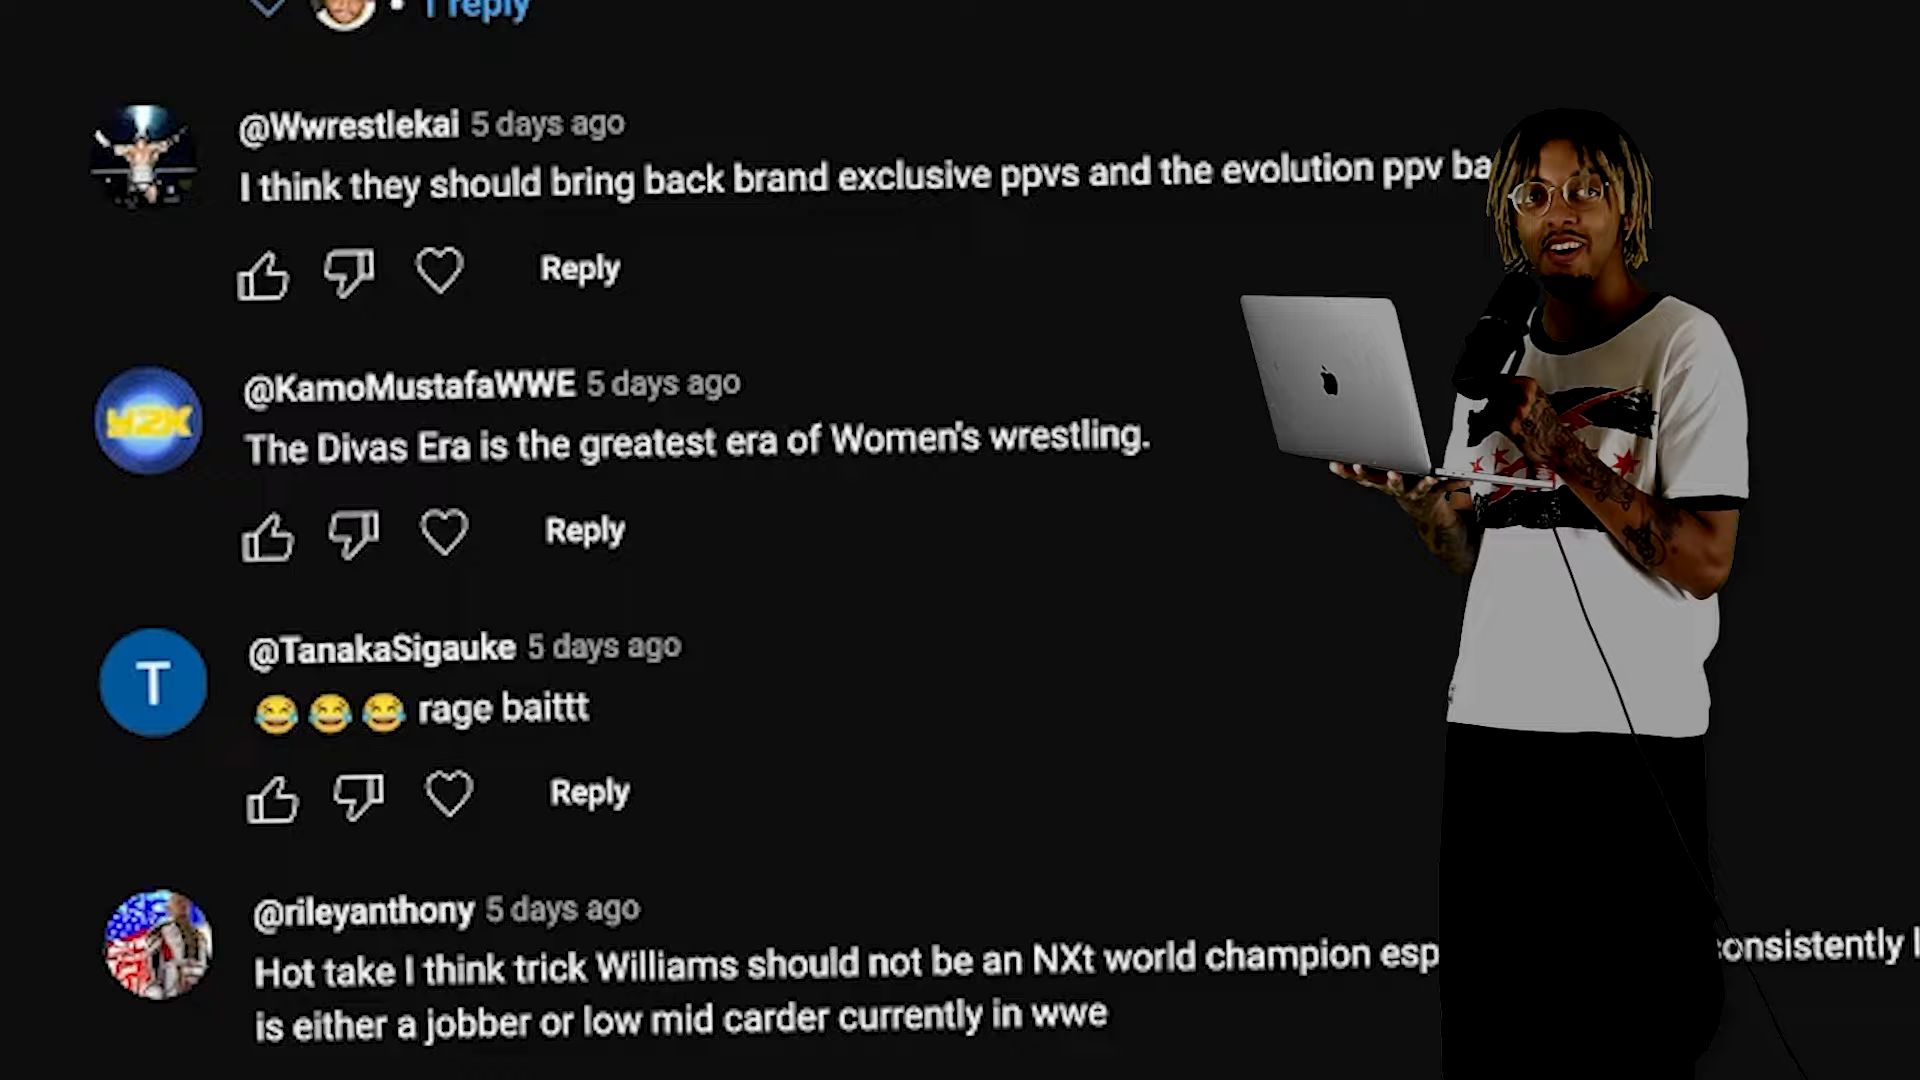 1 reply
@Wwrestlekai 5 days ago
I think they should bring back brand exclusive ppvs and the evolution ppv ba
Reply
@KamoMustafaWWE 5 days ago
Y2K
The Divas Era is the greatest era of Women's wrestling.
Reply
@TanakaSigauke 5 days ago
T
😂😂😂 rage baittt
Reply
@rileyanthony 5 days ago
Hot take I think trick Williams should not be an NXt world champion esp consistently
is either a jobber or low mid carder currently in wwe